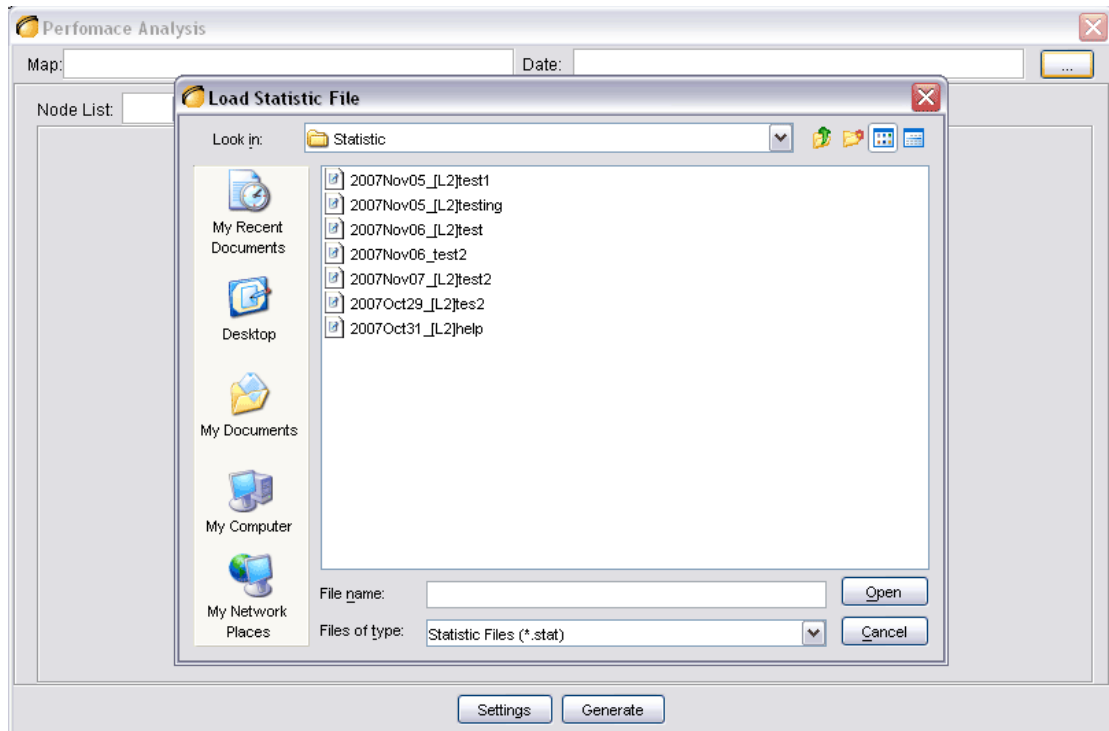 Perfomace Analysis
Map: Date: ...
Node List:
Load Statistic File
Look in: Statistic
2007Nov05_[L2]test1
2007Nov05_[L2]testing
2007Nov06_[L2]test
2007Nov06_test2
2007Nov07_[L2]test2
2007Oct29_[L2]tes2
2007Oct31_[L2]help
My Recent
Documents
Desktop
My Documents
My Computer
My Network
Places
File name: Open
Files of type: Statistic Files (*.stat) Cancel
Settings Generate